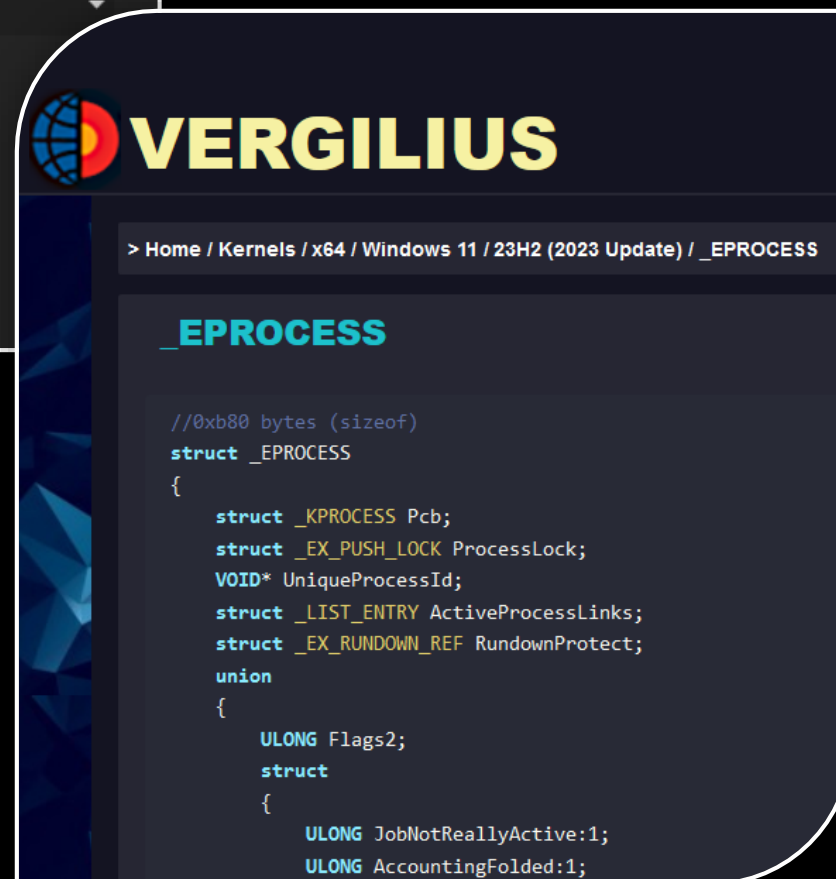 VERGILIUS
> Home / Kernels / x64 / Windows 11 / 23H2 (2023 Update) / _EPROCESS
_EPROCESS
//0xb80 bytes (sizeof)
struct _EPROCESS
{
    struct _KPROCESS Pcb;
    struct _EX_PUSH_LOCK ProcessLock;
    VOID* UniqueProcessId;
    struct _LIST_ENTRY ActiveProcessLinks;
    struct _EX_RUNDOWN_REF RundownProtect;
    union
    {
        ULONG Flags2;
        struct
        {
            ULONG JobNotReallyActive:1;
            ULONG AccountingFolded:1;